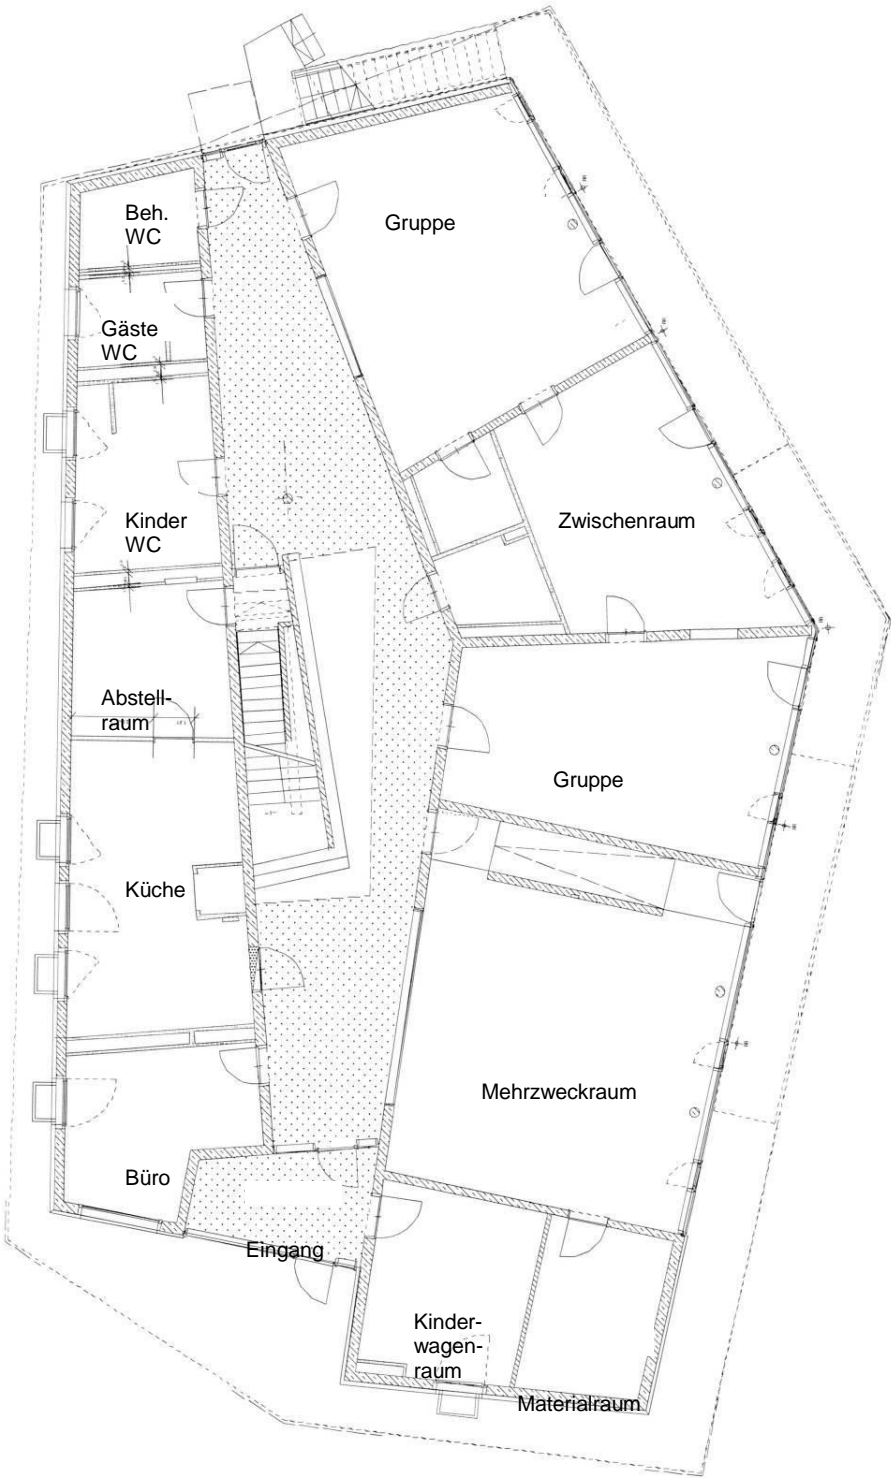 Beh.
WC
Gruppe
Gäste
WC
Kinder
WC
Zwischenraum
Abstell-
raum
Gruppe
Küche
Mehrzweckraum
Büro
Eingang
Kinder-
wagen-
raum
Materialraum